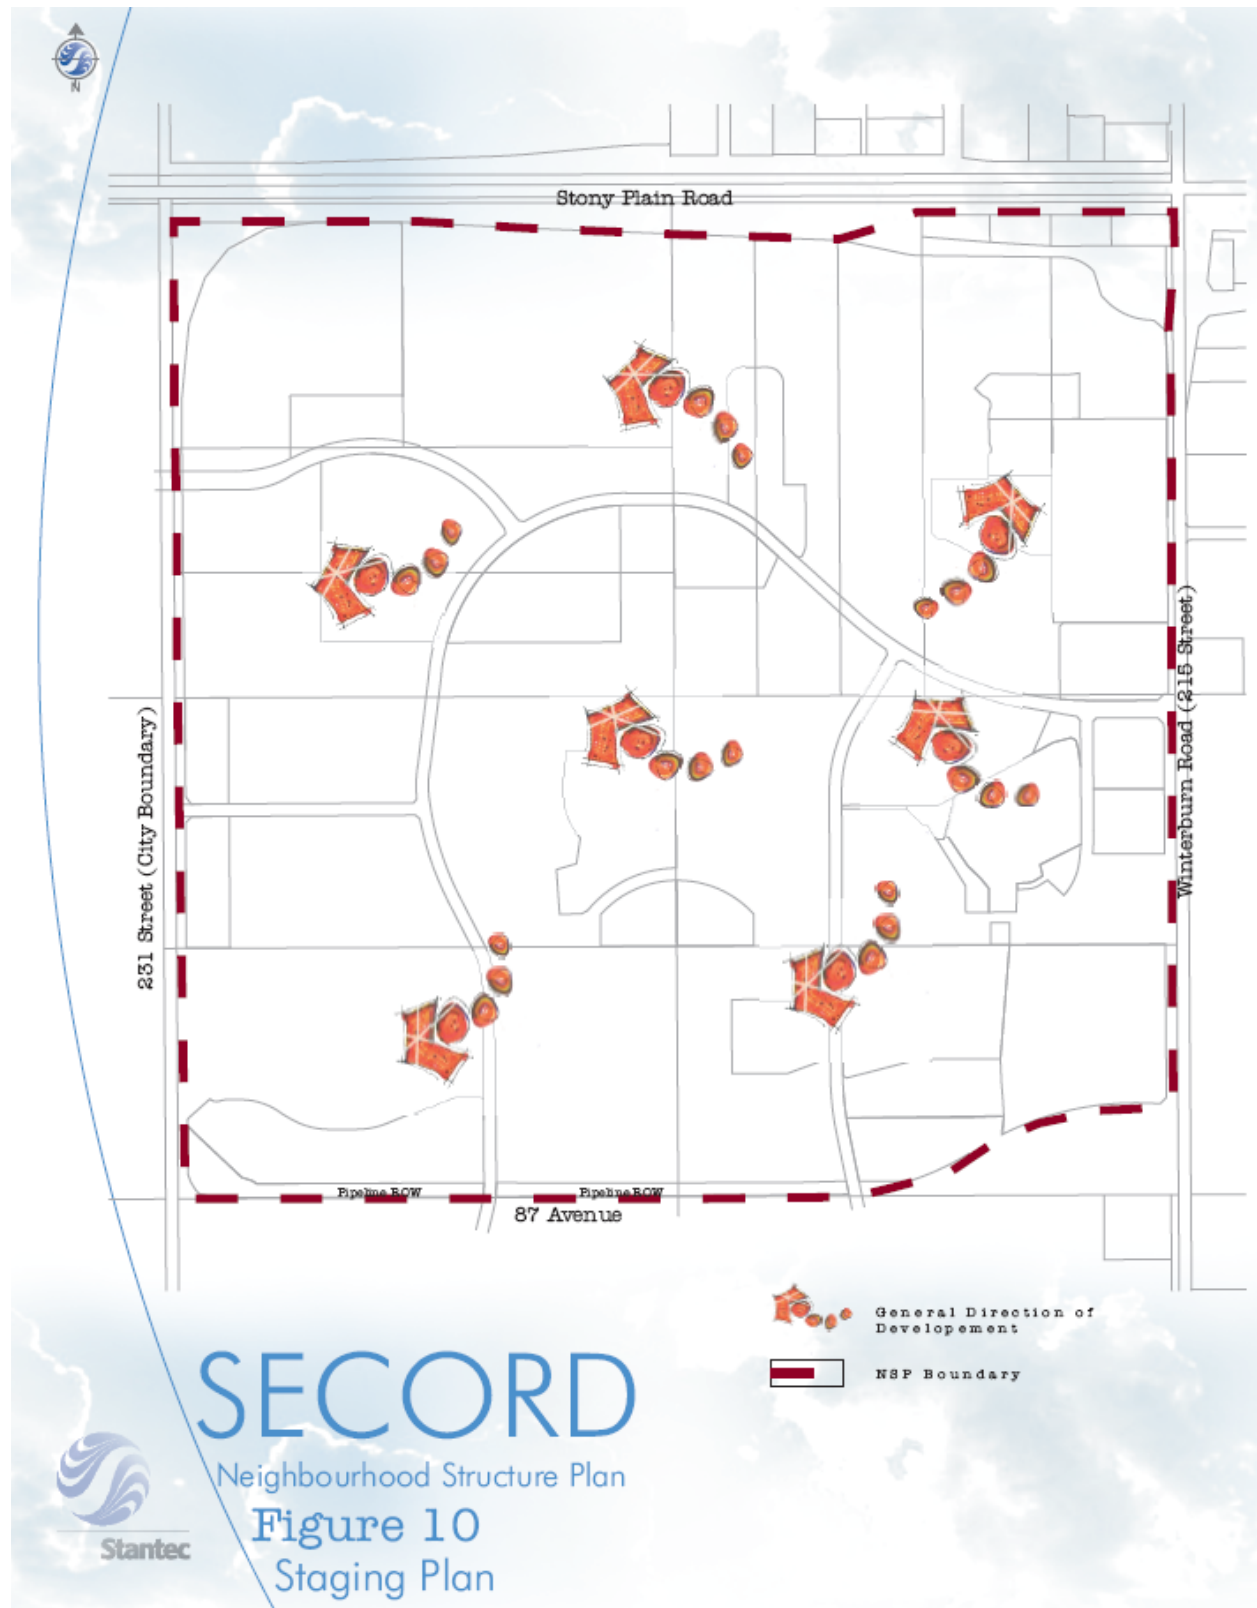 N
Stony Plain Road
231 Street (City Boundary)
Winterburn Road (215 Street)
Pipeline ROW
Pipeline ROW
87 Avenue
General Direction of
Developement
NSP Boundary
SECORD
Neighbourhood Structure Plan
Figure 10
Staging Plan
Stantec